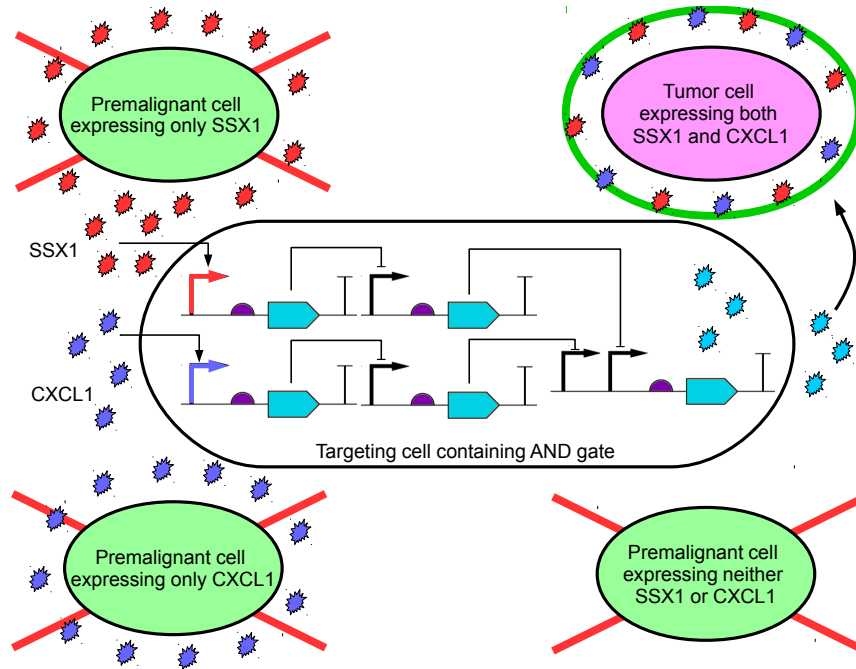 Premalignant cell
expressing only SSX1
Tumor cell
expressing both
SSX1 and CXCL1
SSX1
CXCL1
Targeting cell containing AND gate
Premalignant cell
expressing only CXCL1
Premalignant cell
expressing neither
SSX1 or CXCL1